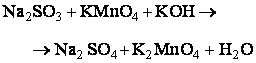 Na₂SO₃ + KMnO₄ + KOH →
→ Na₂ SO₄ + K₂MnO₄ + H₂O